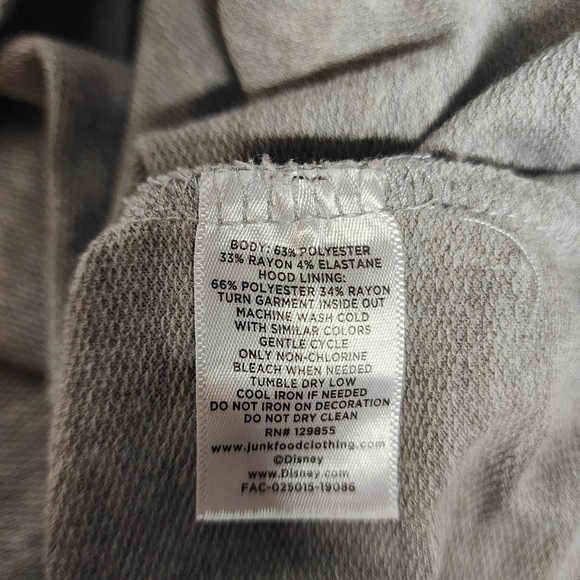 BODY: 63% POLYESTER
33% RAYON 4% ELASTANE
HOOD LINING:
66% POLYESTER 34% RAYON
TURN GARMENT INSIDE OUT
MACHINE WASH COLD
WITH SIMILAR COLORS
GENTLE CYCLE
ONLY NON-CHLORINE
BLEACH WHEN NEEDED
TUMBLE DRY LOW
COOL IRON IF NEEDED
DO NOT IRON ON DECORATION
DO NOT DRY CLEAN
RN# 129855
www.junkfoodclothing.com
©Disney
www.Disney.com
FAC-025015-19086